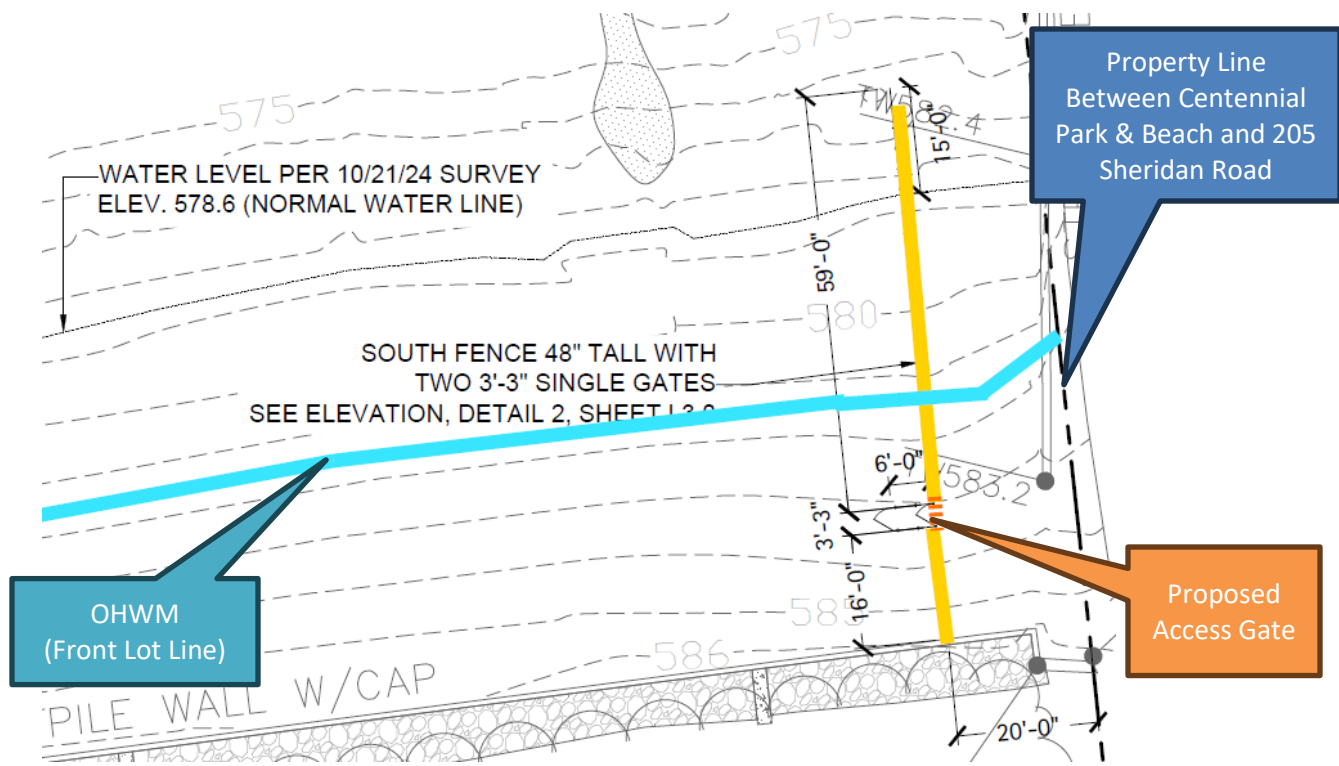 575
575
TW582.4
15'-0"
Property Line
Between Centennial
Park & Beach and 205
Sheridan Road
WATER LEVEL PER 10/21/24 SURVEY
ELEV. 578.6 (NORMAL WATER LINE)
59'-0"
580
SOUTH FENCE 48" TALL WITH
TWO 3'-3" SINGLE GATES
SEE ELEVATION, DETAIL 2, SHEET
6'-0"
583.2
3'-3"
16'-0"
OHWM
(Front Lot Line)
Proposed
Access Gate
585
586
PILE WALL W/CAP
20'-0"